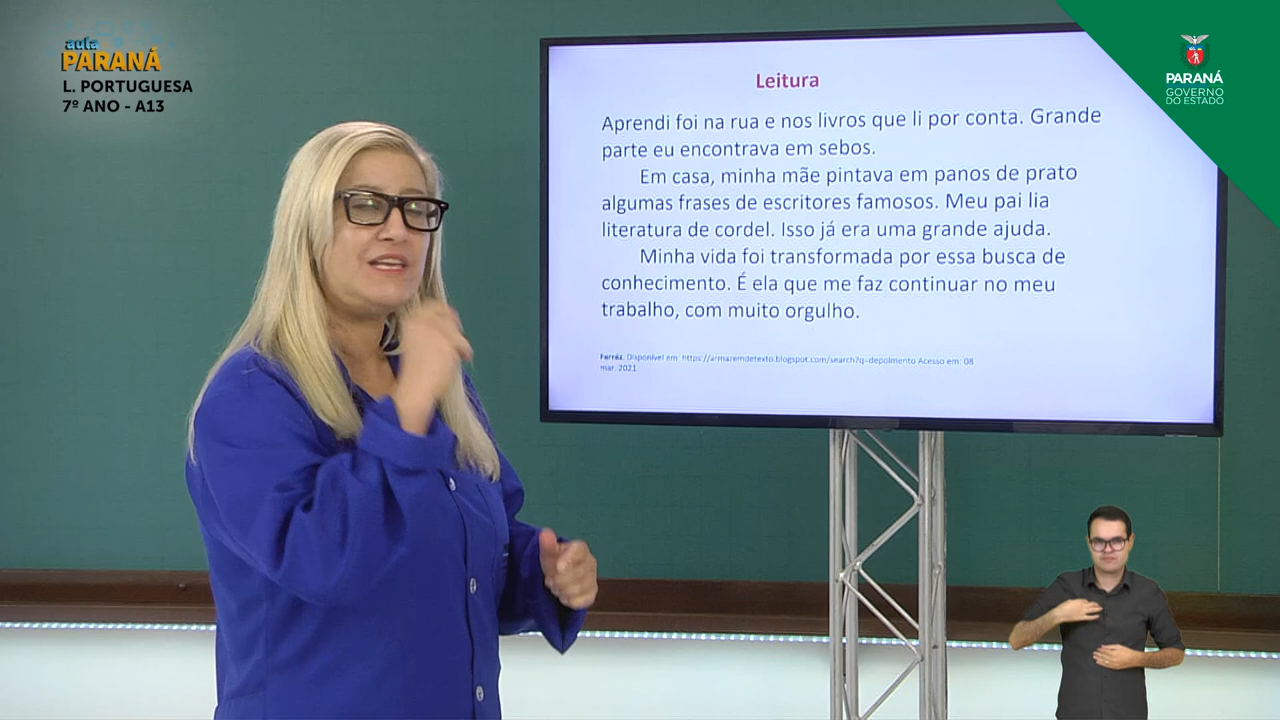 aula
PARANÁ
L. PORTUGUESA
7º ANO - A13
PARANÁ
GOVERNO
DO ESTADO
Leitura
Aprendi foi na rua e nos livros que li por conta. Grande
parte eu encontrava em sebos.
Em casa, minha mãe pintava em panos de prato
algumas frases de escritores famosos. Meu pai lia
literatura de cordel. Isso já era uma grande ajuda.
Minha vida foi transformada por essa busca de
conhecimento. É ela que me faz continuar no meu
trabalho, com muito orgulho.
Ferréz. Disponível em: https://armazemdetexto.blogspot.com/search?q=depoimento Acesso em: 08
mar. 2021